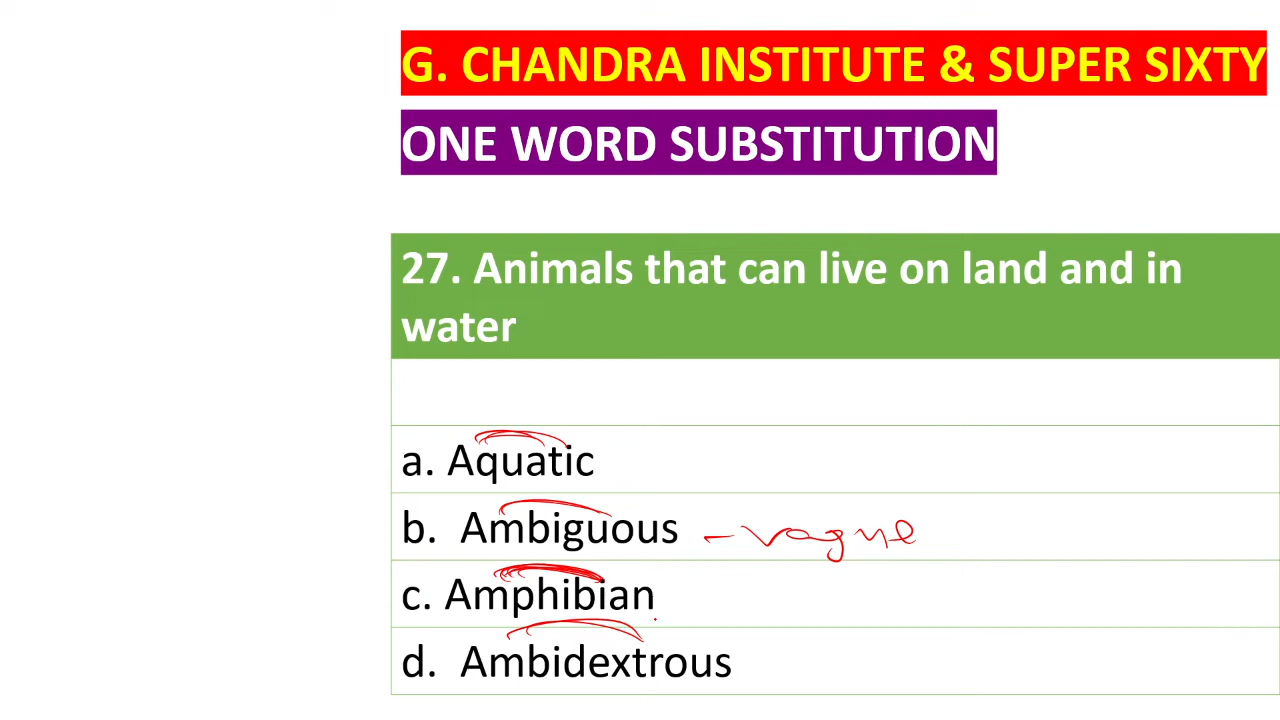 G. CHANDRA INSTITUTE & SUPER SIXTY
ONE WORD SUBSTITUTION
27. Animals that can live on land and in
water
a. Aquatic
b. Ambiguous - vague
c. Amphibian
d. Ambidextrous